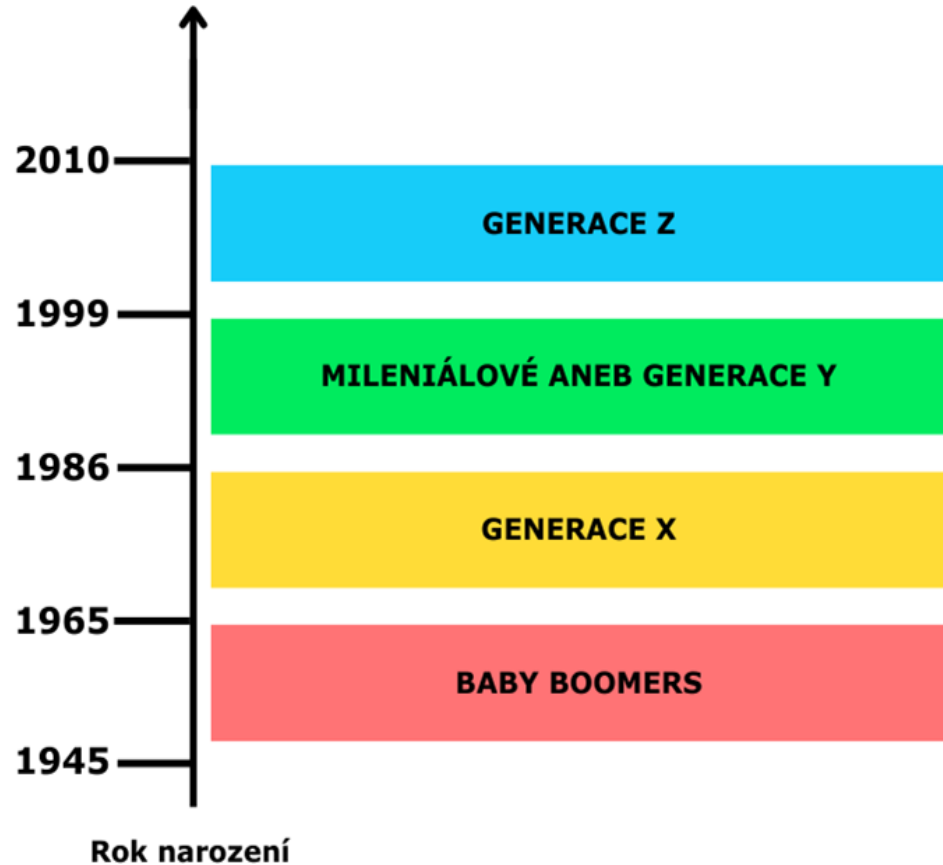 2010
GENERACE Z
1999
MILENIÁLOVÉ ANEB GENERACE Y
1986
GENERACE X
1965
BABY BOOMERS
1945
Rok narození